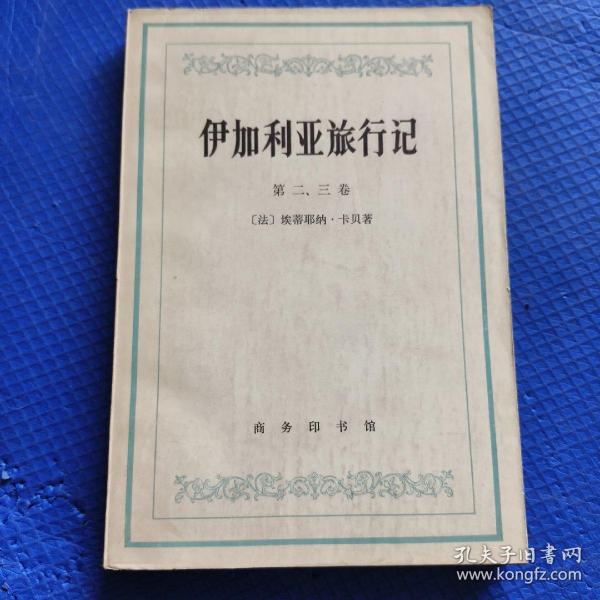 伊加利亚旅行记
第二、三卷
〔法〕埃蒂耶纳·卡贝著
商务印书馆
孔夫子旧书网
www.kongfz.com